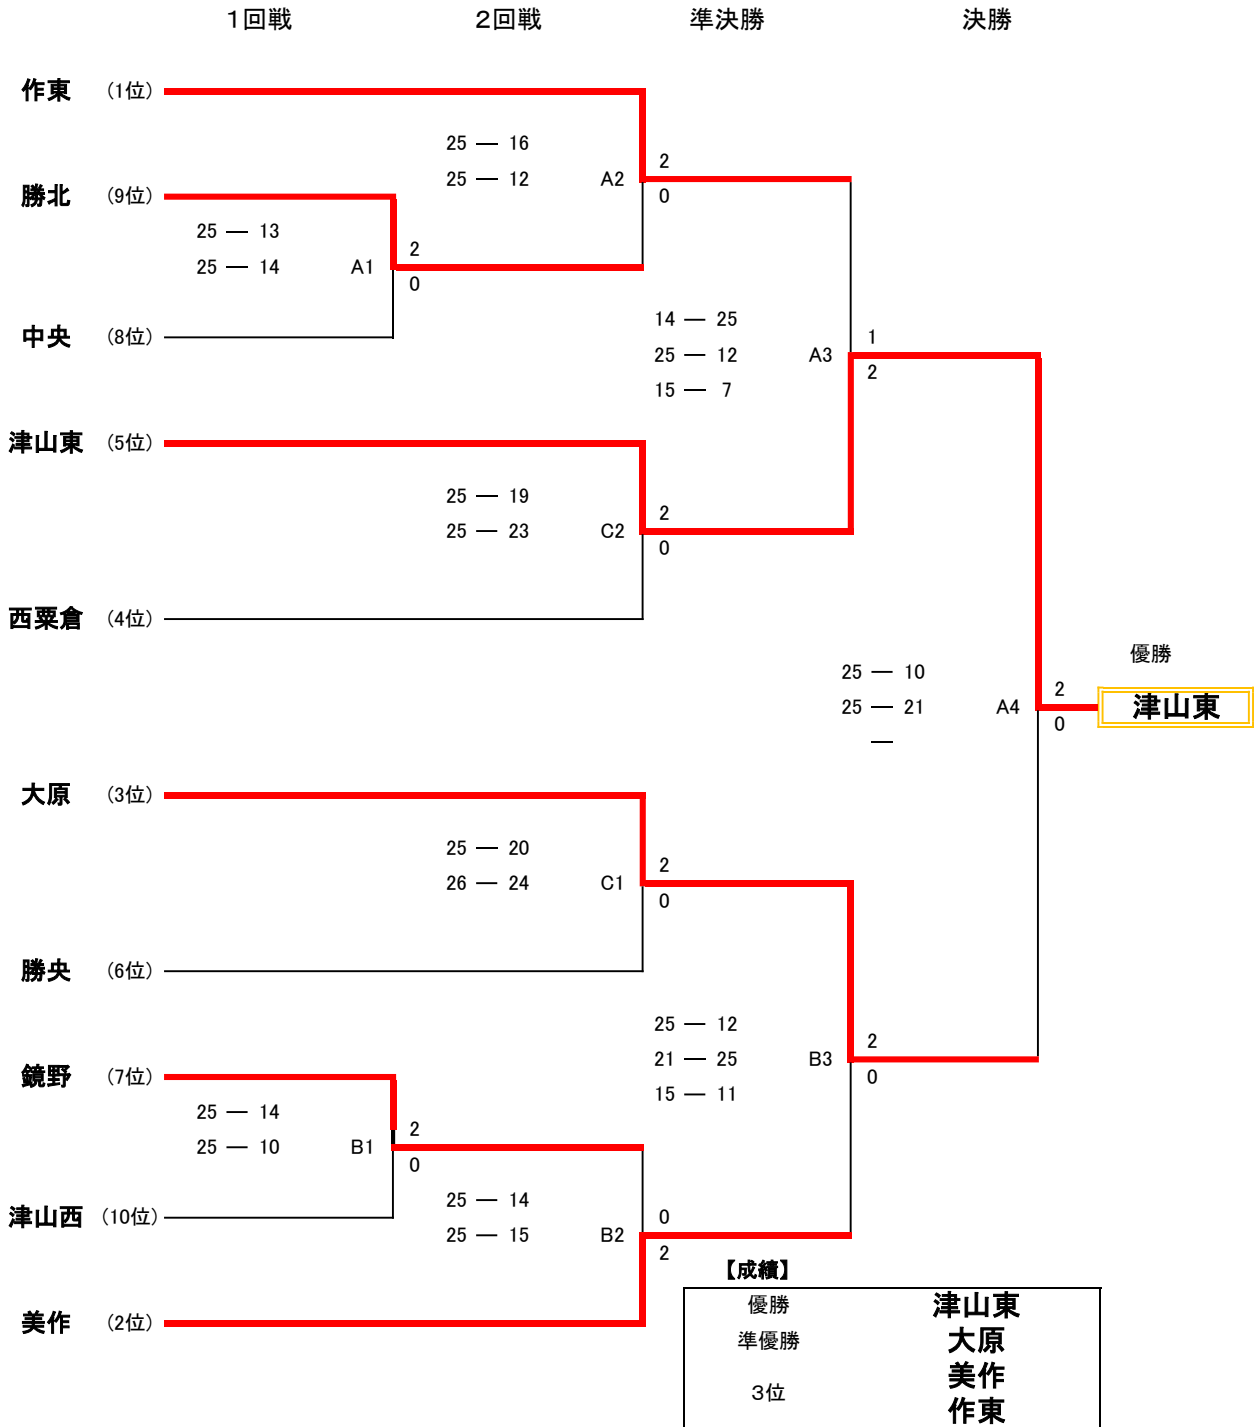 １回戦 ２回戦 準決勝 決勝
作東 (1位)
25 ― 16
2
25 ― 12 A2
0
勝北 (9位)
25 ― 13
2
25 ― 14 A1
0
14 ― 25
中央 (8位)
1
25 ― 12 A3
2
15 ― 7
津山東 (5位)
25 ― 19
2
25 ― 23 C2
0
西粟倉 (4位)
優勝
25 ― 10
2
25 ― 21 A4 津山東
0
―
大原 (3位)
25 ― 20
2
26 ― 24 C1
0
勝央 (6位)
25 ― 12
2
21 ― 25 B3
0
鏡野 (7位)
15 ― 11
25 ― 14
2
25 ― 10 B1
0
25 ― 14
津山西 (10位)
0
25 ― 15 B2
2
【成績】
優勝 津山東
美作 (2位)
準優勝 大原
美作
３位
作東